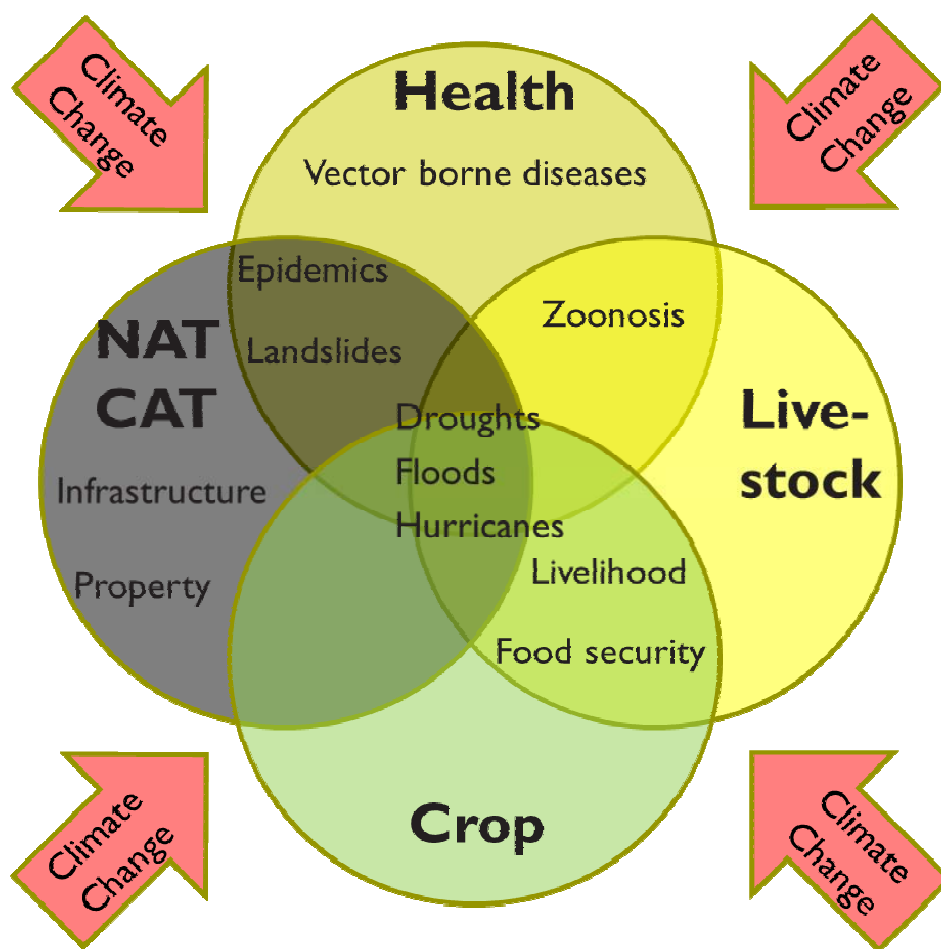 Climate
Change
Climate
Change
Health
Vector borne diseases
Epidemics
Zoonosis
NAT
CAT
Landslides
Live-
stock
Droughts
Floods
Hurricanes
Infrastructure
Property
Livelihood
Food security
Crop
Climate
Change
Climate
Change